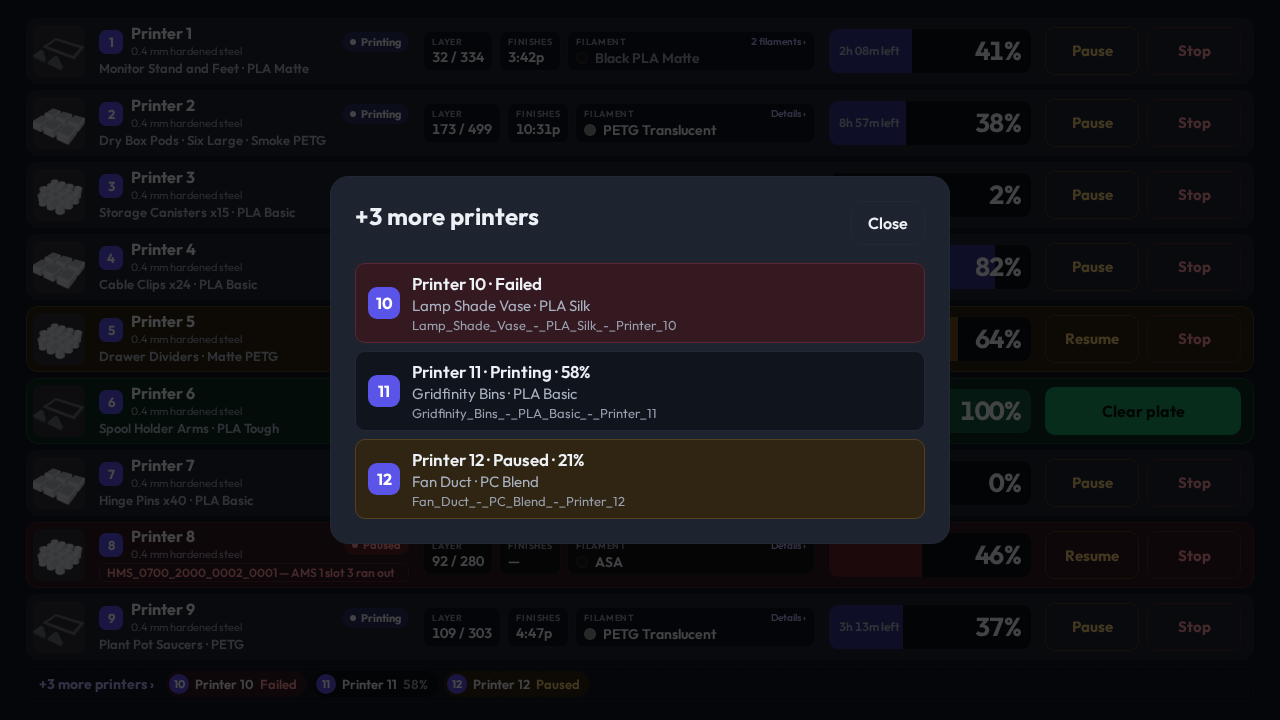 1 Printer 1
0.4 mm hardened steel
Monitor Stand and Feet · PLA Matte
Printing
LAYER
32 / 334
FINISHES
3:42p
FILAMENT
2 filaments ›
Black PLA Matte
2h 08m left
41%
Pause
Stop
2 Printer 2
0.4 mm hardened steel
Dry Box Pods · Six Large · Smoke PETG
Printing
LAYER
173 / 499
FINISHES
10:31p
FILAMENT
Details ›
PETG Translucent
8h 57m left
38%
Pause
Stop
3 Printer 3
0.4 mm hardened steel
Storage Canisters x15 · PLA Basic
2%
Pause
Stop
4 Printer 4
0.4 mm hardened steel
Cable Clips x24 · PLA Basic
82%
Pause
Stop
5 Printer 5
0.4 mm hardened steel
Drawer Dividers · Matte PETG
64%
Resume
Stop
6 Printer 6
0.4 mm hardened steel
Spool Holder Arms · PLA Tough
100%
Clear plate
7 Printer 7
0.4 mm hardened steel
Hinge Pins x40 · PLA Basic
0%
Pause
Stop
8 Printer 8
0.4 mm hardened steel
HMS_0700_2000_0002_0001 — AMS 1 slot 3 ran out
Paused
LAYER
92 / 280
FINISHES
—
FILAMENT
Details ›
ASA
46%
Resume
Stop
9 Printer 9
0.4 mm hardened steel
Plant Pot Saucers · PETG
Printing
LAYER
109 / 303
FINISHES
4:47p
FILAMENT
Details ›
PETG Translucent
3h 13m left
37%
Pause
Stop
+3 more printers ›
10 Printer 10 Failed
11 Printer 11 58%
12 Printer 12 Paused
+3 more printers
Close
10
Printer 10 · Failed
Lamp Shade Vase · PLA Silk
Lamp_Shade_Vase_-_PLA_Silk_-_Printer_10
11
Printer 11 · Printing · 58%
Gridfinity Bins · PLA Basic
Gridfinity_Bins_-_PLA_Basic_-_Printer_11
12
Printer 12 · Paused · 21%
Fan Duct · PC Blend
Fan_Duct_-_PC_Blend_-_Printer_12